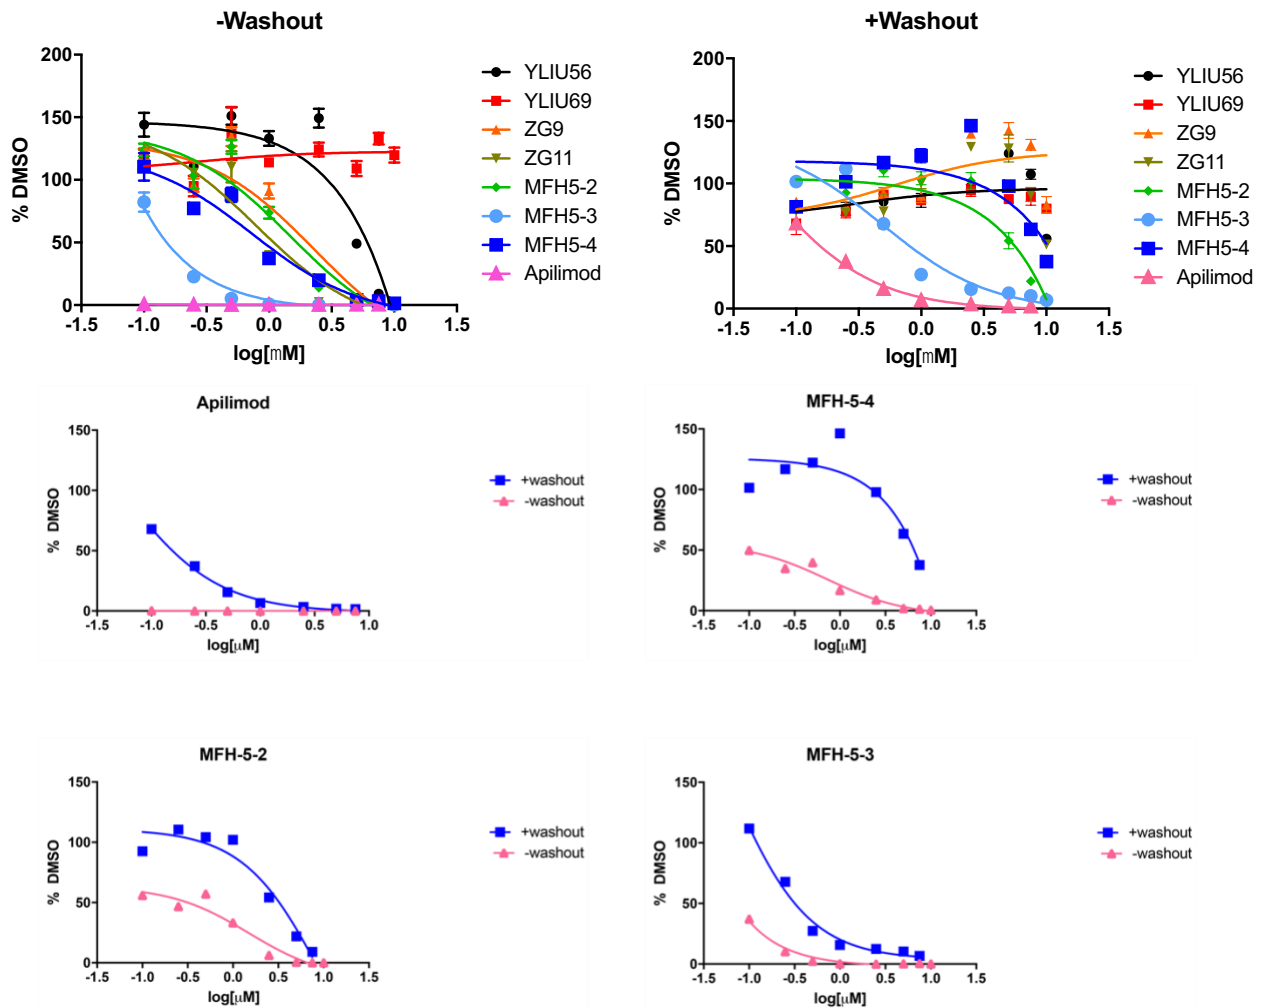 -Washout
200
150
100
50
0
% DMSO
-1.5
-1.0
-0.5
0.0
0.5
1.0
1.5
log[mM]
YLIU56
YLIU69
ZG9
ZG11
MFH5-2
MFH5-3
MFH5-4
Apilimod
+Washout
200
150
100
50
0
% DMSO
-1.5
-1.0
-0.5
0.0
0.5
1.0
1.5
log[mM]
YLIU56
YLIU69
ZG9
ZG11
MFH5-2
MFH5-3
MFH5-4
Apilimod
Apilimod
150
100
50
0
% DMSO
-1.5
-1.0
-0.5
0.0
0.5
1.0
log[μM]
+washout
-washout
MFH-5-4
150
100
50
0
% DMSO
-1.5
-1.0
-0.5
0.0
0.5
1.0
1.5
log[μM]
+washout
-washout
MFH-5-2
150
100
50
0
% DMSO
-1.5
-1.0
-0.5
0.0
0.5
1.0
1.5
log[μM]
+washout
-washout
MFH-5-3
150
100
50
0
% DMSO
-1.5
-1.0
-0.5
0.0
0.5
1.0
1.5
log[μM]
+washout
-washout